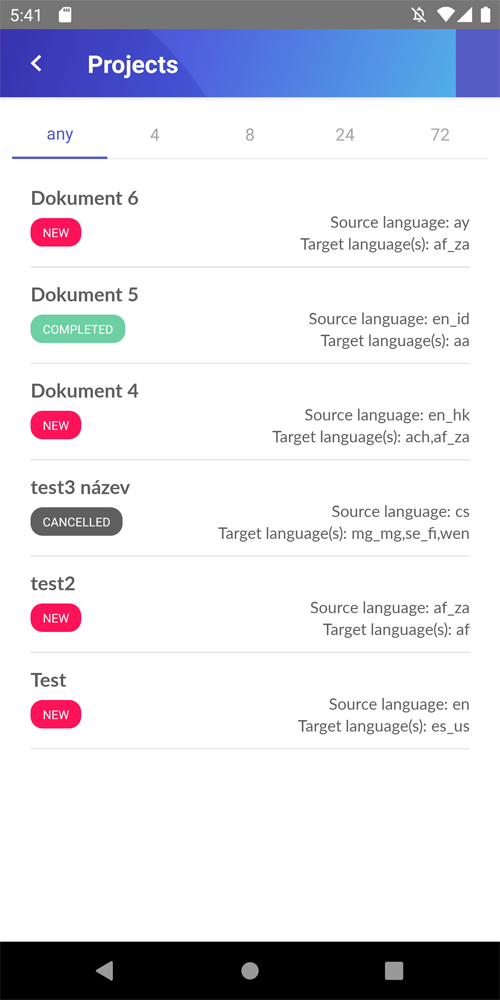 5:41
Projects
any 4 8 24 72
Dokument 6
NEW
Source language: ay
Target language(s): af_za
Dokument 5
COMPLETED
Source language: en_id
Target language(s): aa
Dokument 4
NEW
Source language: en_hk
Target language(s): ach,af_za
test3 název
CANCELLED
Source language: cs
Target language(s): mg_mg,se_fi,wen
test2
NEW
Source language: af_za
Target language(s): af
Test
NEW
Source language: en
Target language(s): es_us